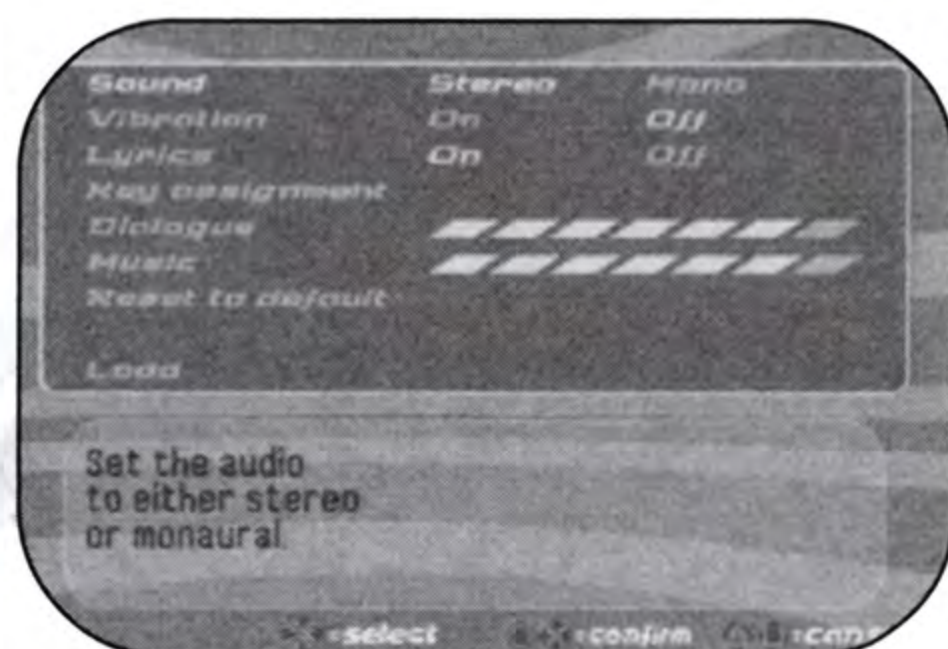 Sound Stereo Mono
Vibration On Off
Lyrics On Off
Key assignment
Dialogue
Music
Reset to default
Load
Set the audio
to either stereo
or monaural.
=select =confirm